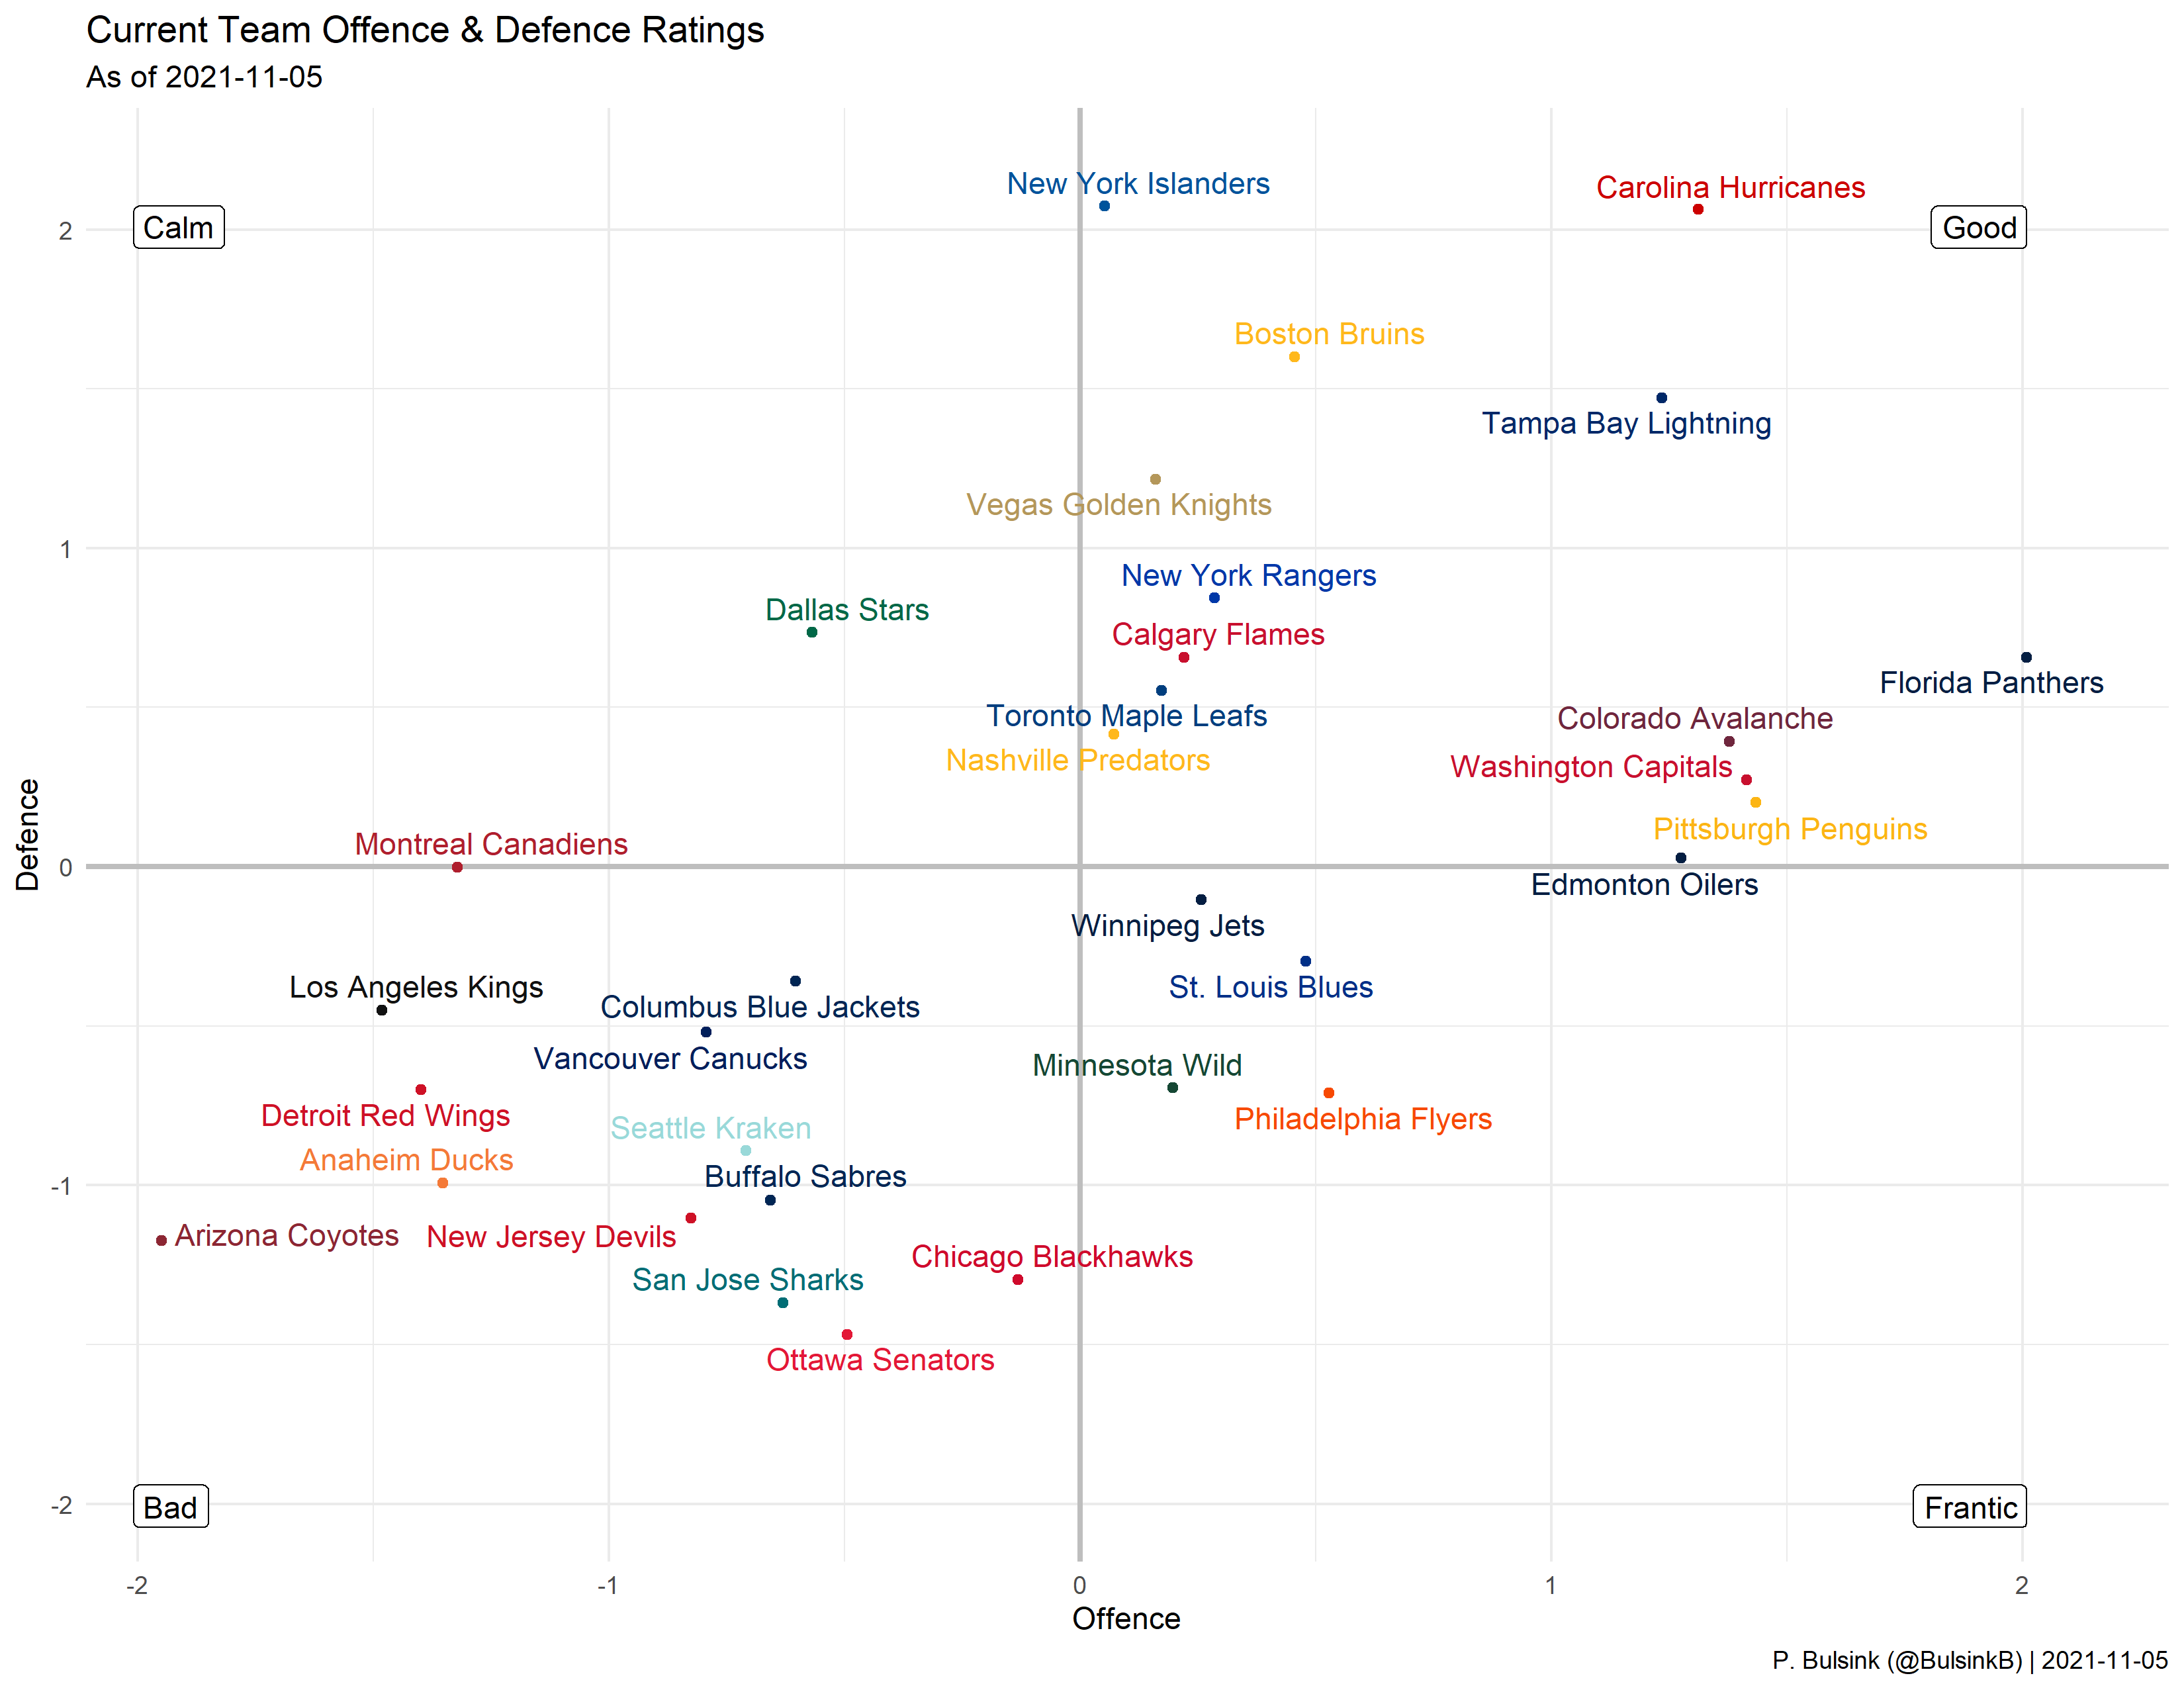 Current Team Offence & Defence Ratings
As of 2021-11-05
New York Islanders
Carolina Hurricanes
Calm
Good
2
Boston Bruins
Tampa Bay Lightning
Vegas Golden Knights
1
New York Rangers
Dallas Stars
Calgary Flames
Florida Panthers
Toronto Maple Leafs
Colorado Avalanche
Nashville Predators
Washington Capitals
Pittsburgh Penguins
Montreal Canadiens
Defence
0
Edmonton Oilers
Winnipeg Jets
Los Angeles Kings
St. Louis Blues
Columbus Blue Jackets
Vancouver Canucks
Minnesota Wild
Detroit Red Wings
Philadelphia Flyers
Seattle Kraken
Anaheim Ducks
Buffalo Sabres
-1
Arizona Coyotes
New Jersey Devils
Chicago Blackhawks
San Jose Sharks
Ottawa Senators
-2
Bad
Frantic
-2 -1 0 1 2
Offence
P. Bulsink (@BulsinkB) | 2021-11-05